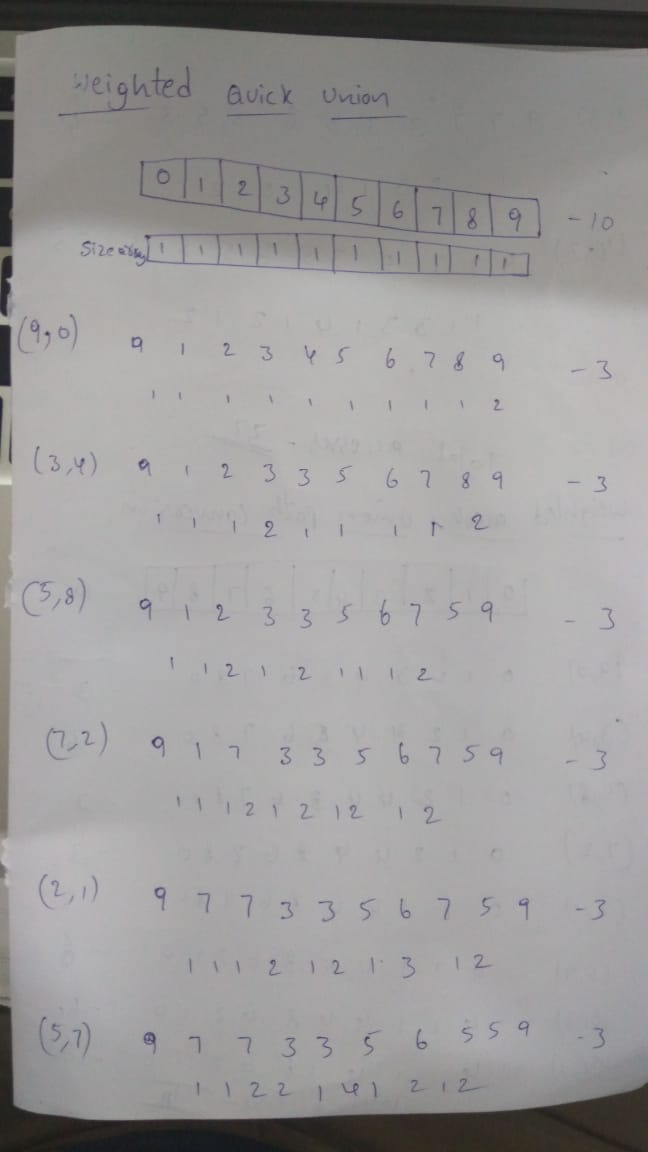 Weighted Quick Union
0 1 2 3 4 5 6 7 8 9 - 10
Size array 1 1 1 1 1 1 1 1 1 1
(9,0) 9 1 2 3 4 5 6 7 8 9 - 3
1 1 1 1 1 1 1 1 1 2
(3,4) 9 1 2 3 3 5 6 7 8 9 - 3
1 1 1 2 1 1 1 1 2
(5,8) 9 1 2 3 3 5 6 7 5 9 - 3
1 1 2 1 2 1 1 1 2
(7,2) 9 1 7 3 3 5 6 7 5 9 - 3
1 1 1 2 1 2 1 2 1 2
(2,1) 9 7 7 3 3 5 6 7 5 9 - 3
1 1 1 2 1 2 1 3 1 2
(5,7) 9 7 7 3 3 5 6 5 5 9 - 3
1 1 2 2 1 4 1 2 1 2